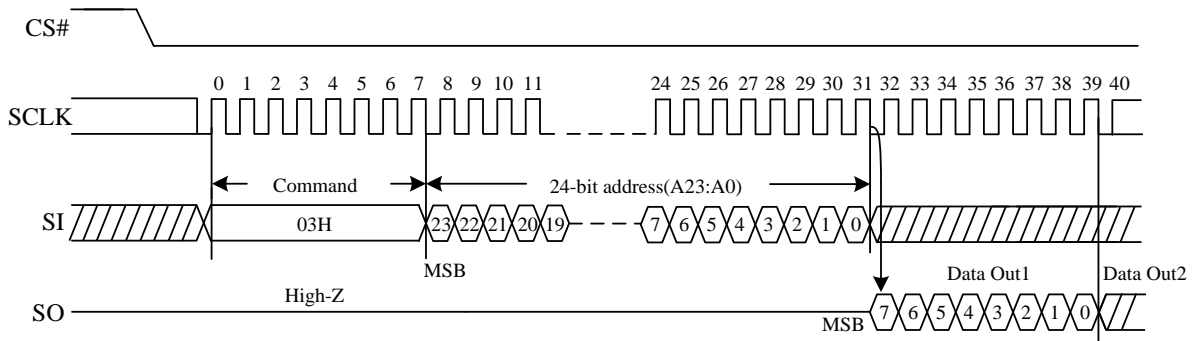 CS#
0 1 2 3 4 5 6 7 8 9 10 11 24 25 26 27 28 29 30 31 32 33 34 35 36 37 38 39 40
SCLK
Command 24-bit address(A23:A0)
SI 03H 23 22 21 20 19 7 6 5 4 3 2 1 0
MSB Data Out1 Data Out2
High-Z
SO MSB 7 6 5 4 3 2 1 0